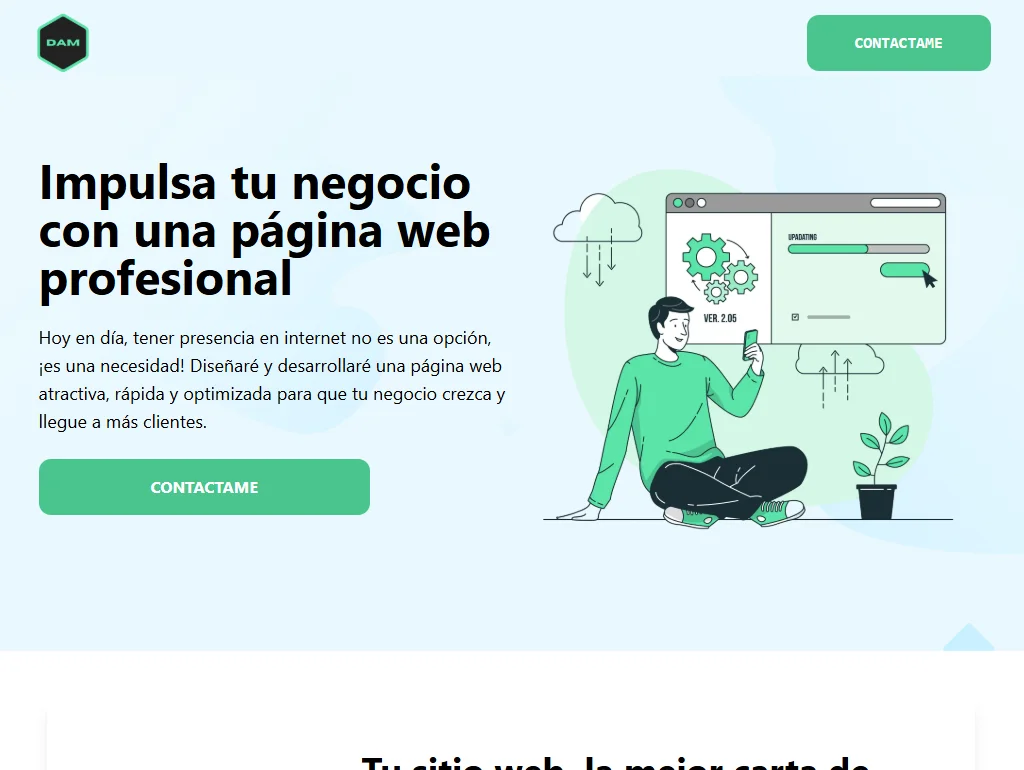 DAM
CONTACTAME
Impulsa tu negocio
con una página web
profesional
Hoy en día, tener presencia en internet no es una opción,
¡es una necesidad! Diseñaré y desarrollaré una página web
atractiva, rápida y optimizada para que tu negocio crezca y
llegue a más clientes.
CONTACTAME
UPADATING
VER. 2.05
Tu sitio web, la mejor carta de